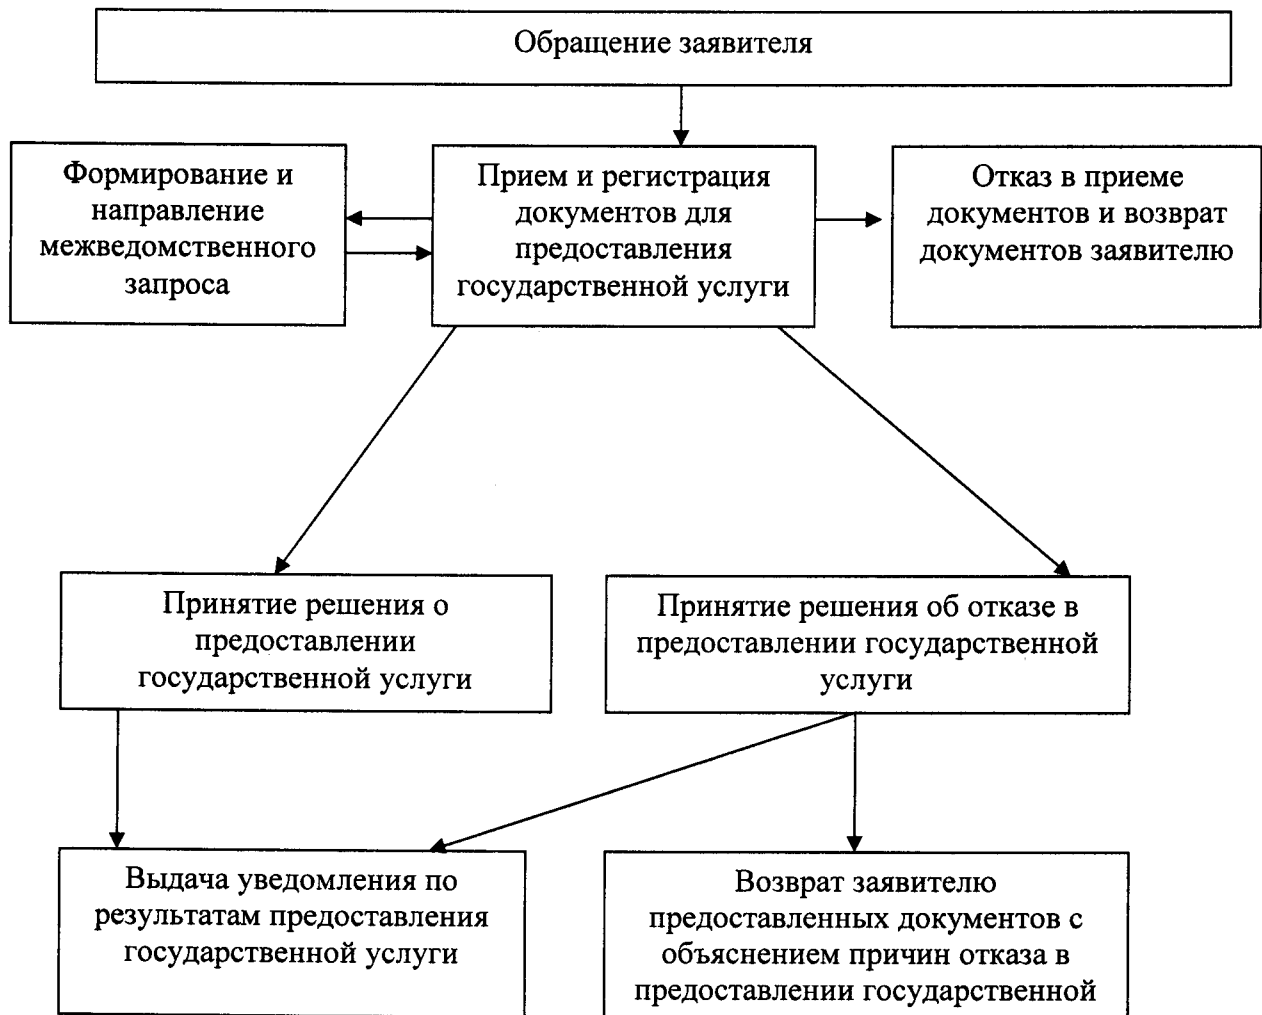 Обращение заявителя
Формирование и
направление
межведомственного
запроса
Прием и регистрация
документов для
предоставления
государственной услуги
Отказ в приеме
документов и возврат
документов заявителю
Принятие решения о
предоставлении
государственной услуги
Принятие решения об отказе в
предоставлении государственной
услуги
Выдача уведомления по
результатам предоставления
государственной услуги
Возврат заявителю
предоставленных документов с
объяснением причин отказа в
предоставлении государственной